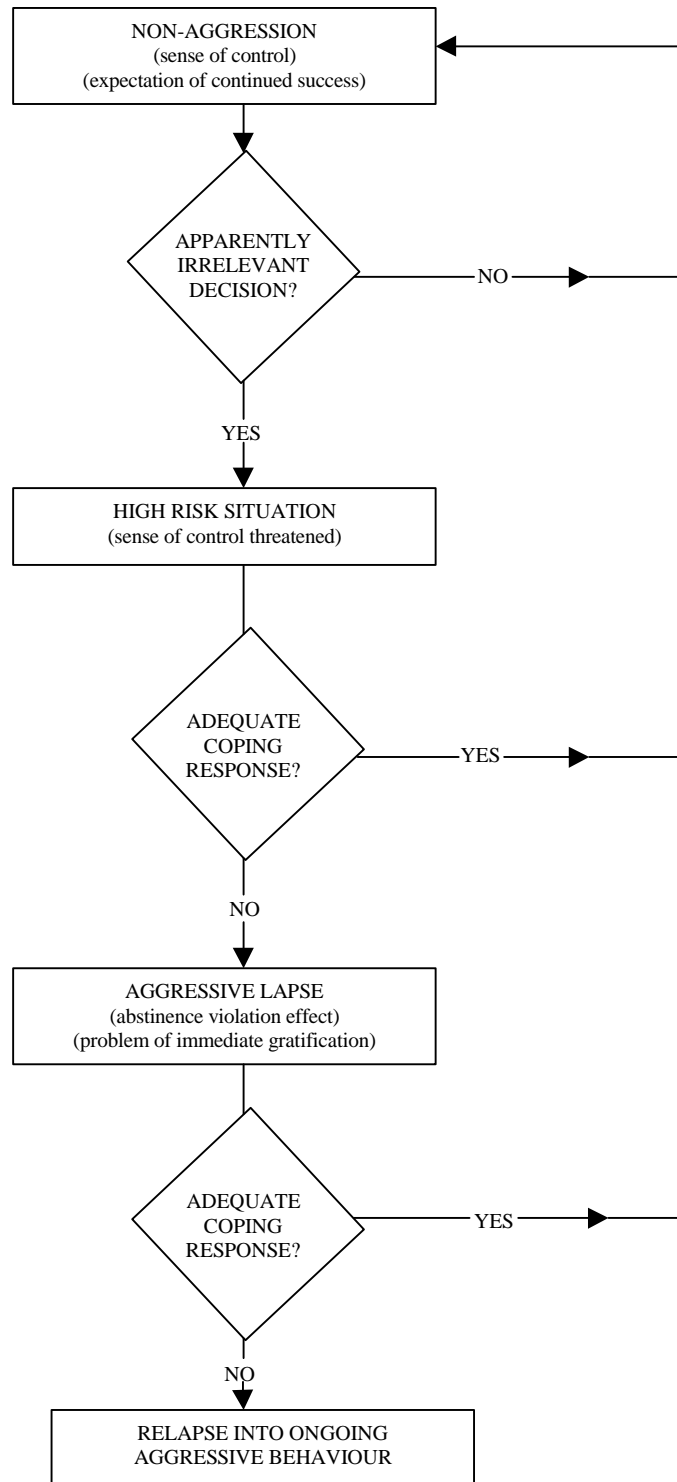 NON-AGGRESSION
(sense of control)
(expectation of continued success)
APPARENTLY
IRRELEVANT
DECISION?
NO
YES
HIGH RISK SITUATION
(sense of control threatened)
ADEQUATE
COPING
RESPONSE?
YES
NO
AGGRESSIVE LAPSE
(abstinence violation effect)
(problem of immediate gratification)
ADEQUATE
COPING
RESPONSE?
YES
NO
RELAPSE INTO ONGOING
AGGRESSIVE BEHAVIOUR